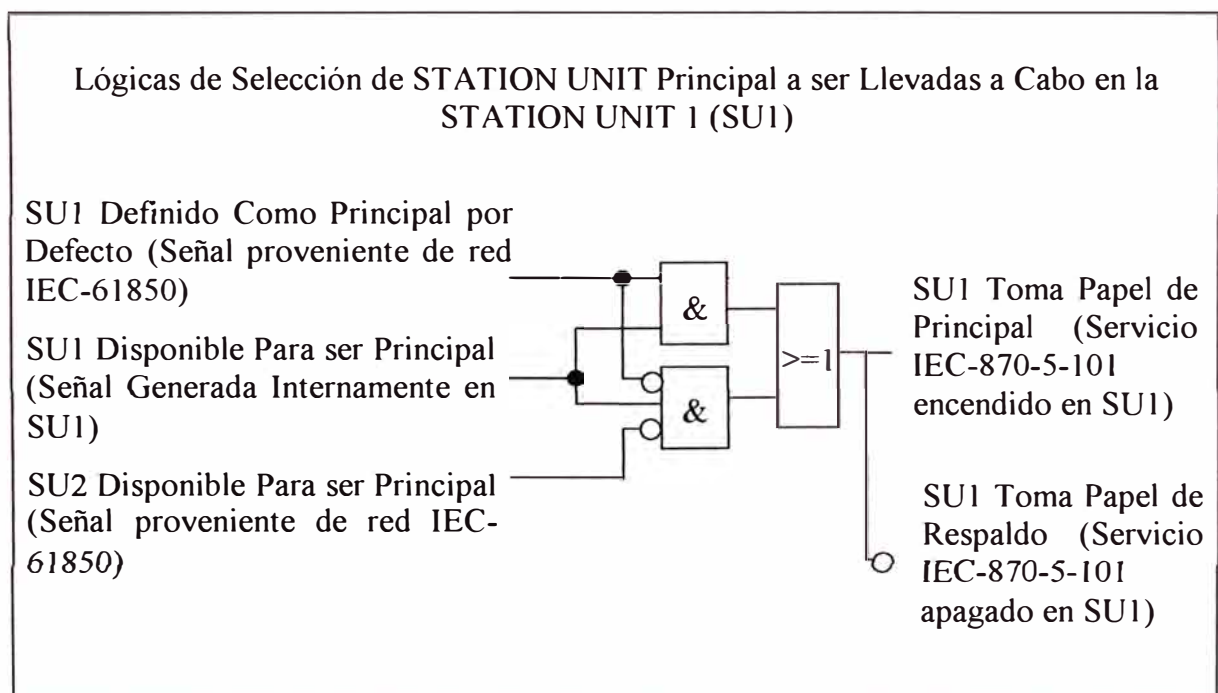 Lógicas de Selección de STATION UNIT Principal a ser Llevadas a Cabo en la
STATION UNIT 1 (SU1)
SU1 Definido Como Principal por
Defecto (Señal proveniente de red
IEC-61850)
SU1 Disponible Para ser Principal
(Señal Generada Internamente en
SU1)
SU2 Disponible Para ser Principal
(Señal proveniente de red IEC-
61850)
&
&
>=1
SU1 Toma Papel de
Principal (Servicio
IEC-870-5-101
encendido en SU1)
SU1 Toma Papel de
Respaldo (Servicio
IEC-870-5-101
apagado en SU1)